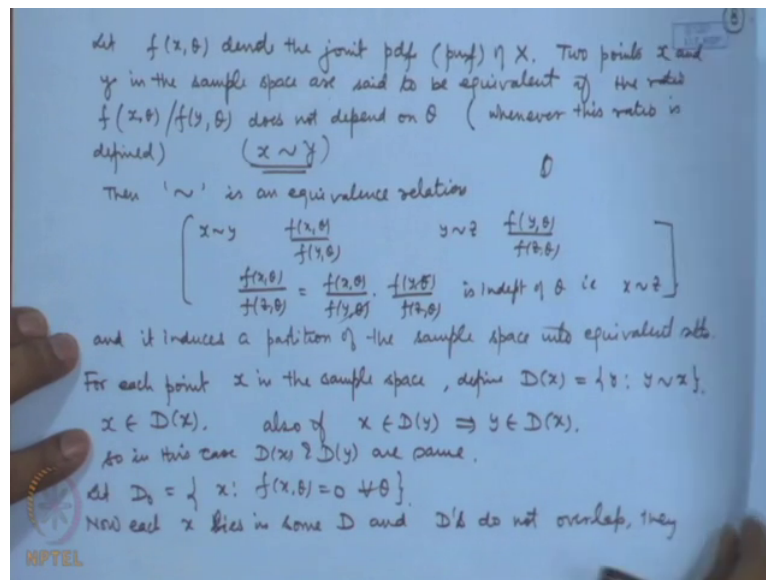 8
Let f(x,θ) denote the joint pdf (pmf) of X. Two points x and
y in the sample space are said to be equivalent if the ratio
f(x,θ)/f(y,θ) does not depend on θ (whenever this ratio is
defined) (x ~ y)
Then '~' is an equivalence relation
x~y f(x,θ)/f(y,θ) y~z f(y,θ)/f(z,θ)
f(x,θ)/f(z,θ) = f(x,θ)/f(y,θ) . f(y,θ)/f(z,θ) is indept of θ ie x~z
and it induces a partition of the sample space into equivalent sets.
For each point x in the sample space, define D(x) = {y: y~x}.
x ∈ D(x). also if x ∈ D(y) ⇒ y ∈ D(x).
so in this case D(x) & D(y) are same.
Let D₀ = { x: f(x,θ)=0 ∀ θ}.
Now each x lies in some D and D's do not overlap, they
NPTEL